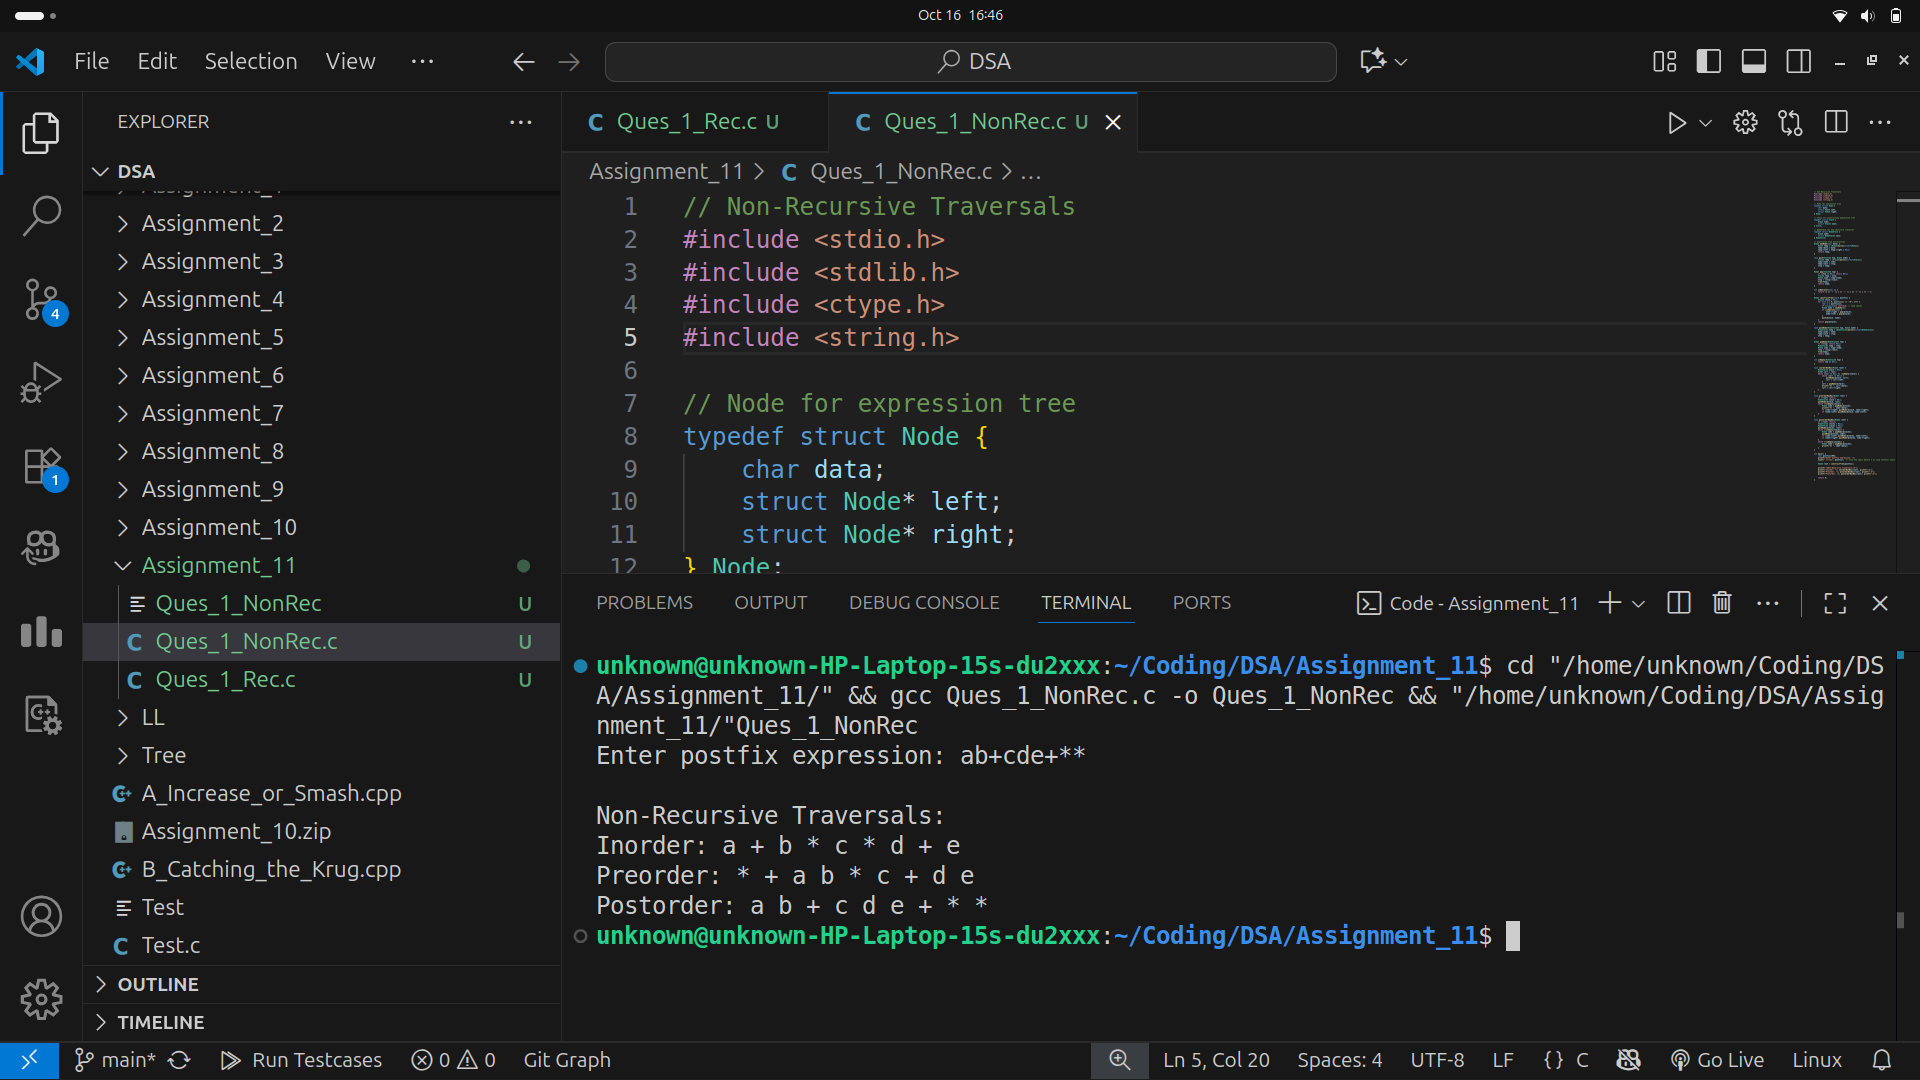 Oct 16 16:46
File Edit Selection View ··· DSA
EXPLORER ···
DSA
Assignment_2
Assignment_3
Assignment_4
Assignment_5
Assignment_6
Assignment_7
Assignment_8
Assignment_9
Assignment_10
Assignment_11
Ques_1_NonRec U
Ques_1_NonRec.c U
Ques_1_Rec.c U
LL
Tree
A_Increase_or_Smash.cpp
Assignment_10.zip
B_Catching_the_Krug.cpp
Test
Test.c
OUTLINE
TIMELINE
4
1
Ques_1_Rec.c U Ques_1_NonRec.c U
Assignment_11 > C Ques_1_NonRec.c > ...
1 // Non-Recursive Traversals
2 #include <stdio.h>
3 #include <stdlib.h>
4 #include <ctype.h>
5 #include <string.h>
6
7 // Node for expression tree
8 typedef struct Node {
9 char data;
10 struct Node* left;
11 struct Node* right;
12 } Node;
PROBLEMS OUTPUT DEBUG CONSOLE TERMINAL PORTS Code - Assignment_11
unknown@unknown-HP-Laptop-15s-du2xxx:~/Coding/DSA/Assignment_11$ cd "/home/unknown/Coding/DS
A/Assignment_11/" && gcc Ques_1_NonRec.c -o Ques_1_NonRec && "/home/unknown/Coding/DSA/Assig
nment_11/"Ques_1_NonRec
Enter postfix expression: ab+cde+**
Non-Recursive Traversals:
Inorder: a + b * c * d + e
Preorder: * + a b * c + d e
Postorder: a b + c d e + * *
unknown@unknown-HP-Laptop-15s-du2xxx:~/Coding/DSA/Assignment_11$
main* Run Testcases 0 0 Git Graph Ln 5, Col 20 Spaces: 4 UTF-8 LF {} C Go Live Linux